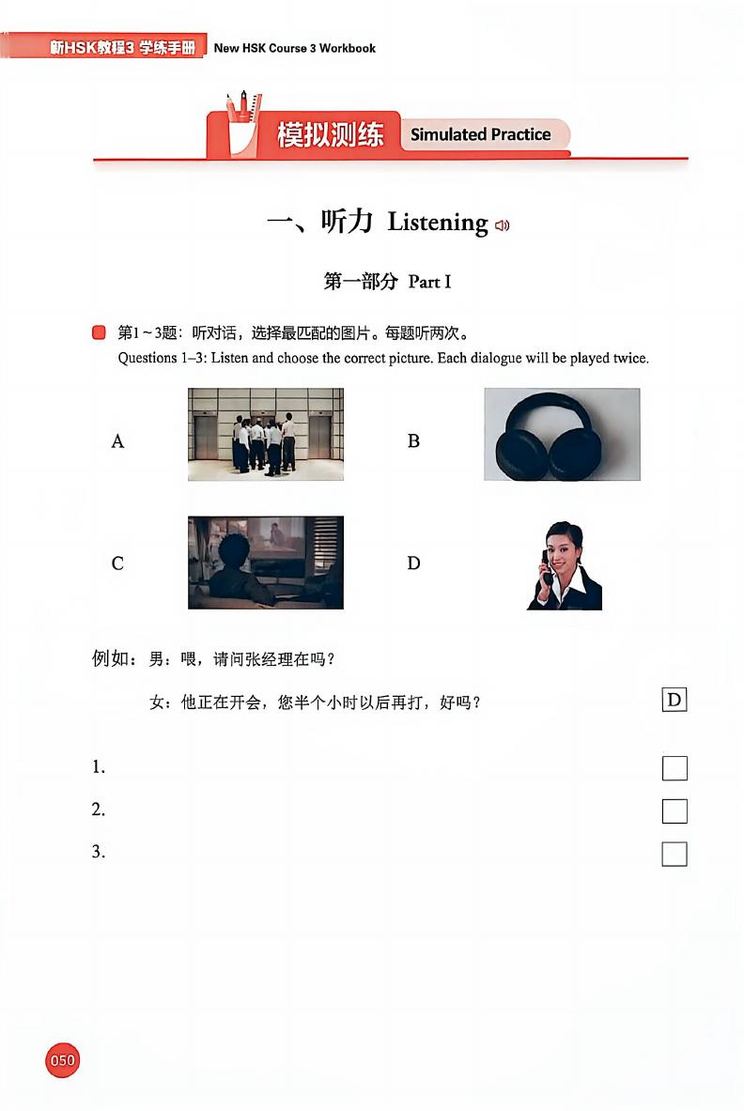 新HSK教程3 学练手册 New HSK Course 3 Workbook
模拟测练 Simulated Practice
一、听力 Listening
第一部分 Part I
第1~3题：听对话，选择最匹配的图片。每题听两次。
Questions 1–3: Listen and choose the correct picture. Each dialogue will be played twice.
A B
C D
例如：男：喂，请问张经理在吗？
女：他正在开会，您半个小时以后再打，好吗？ D
1.
2.
3.
050